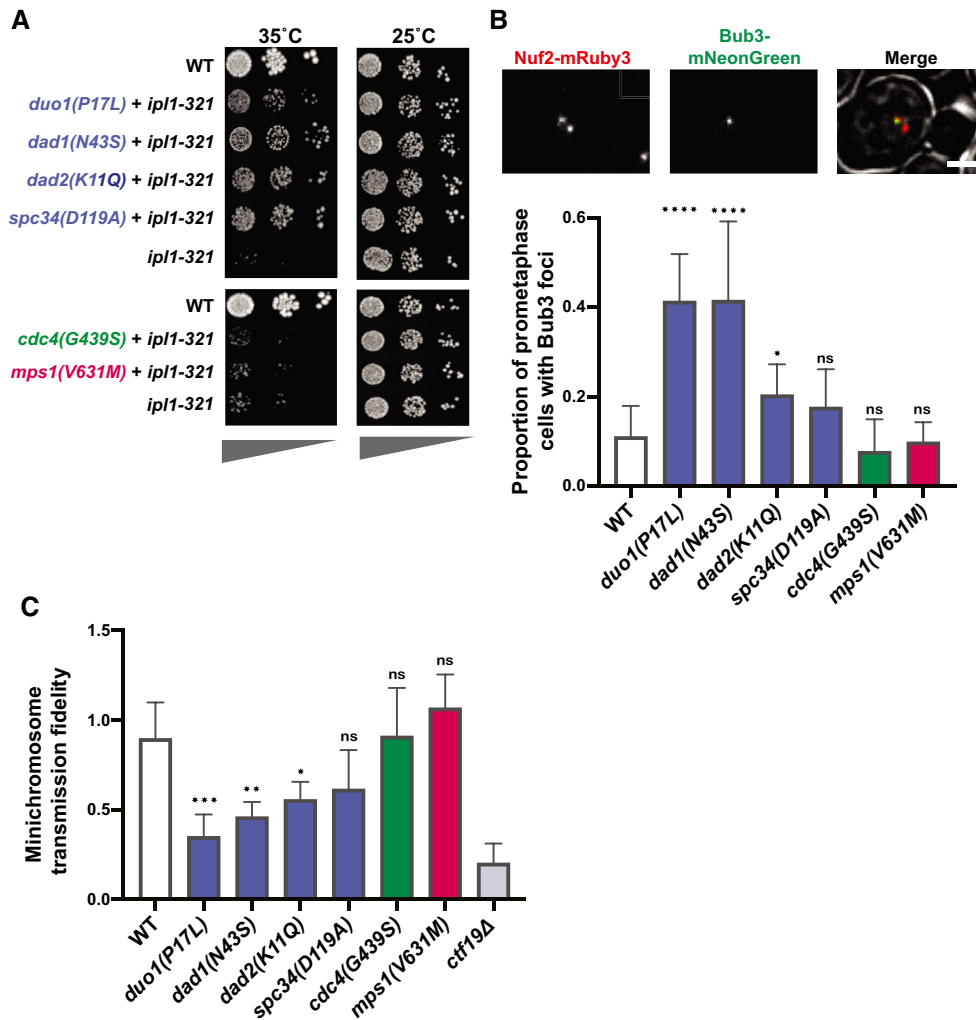 A
35˚C
25˚C
WT
duo1(P17L) + ipl1-321
dad1(N43S) + ipl1-321
dad2(K11Q) + ipl1-321
spc34(D119A) + ipl1-321
ipl1-321
WT
cdc4(G439S) + ipl1-321
mps1(V631M) + ipl1-321
ipl1-321
B
Nuf2-mRuby3
Bub3-
mNeonGreen
Merge
Proportion of prometaphase
cells with Bub3 foci
0.6
0.4
0.2
0.0
****
****
*
ns
ns
ns
WT
duo1(P17L)
dad1(N43S)
dad2(K11Q)
spc34(D119A)
cdc4(G439S)
mps1(V631M)
C
Minichromosome
transmission fidelity
1.5
1.0
0.5
0.0
***
**
*
ns
ns
ns
WT
duo1(P17L)
dad1(N43S)
dad2(K11Q)
spc34(D119A)
cdc4(G439S)
mps1(V631M)
ctf19Δ